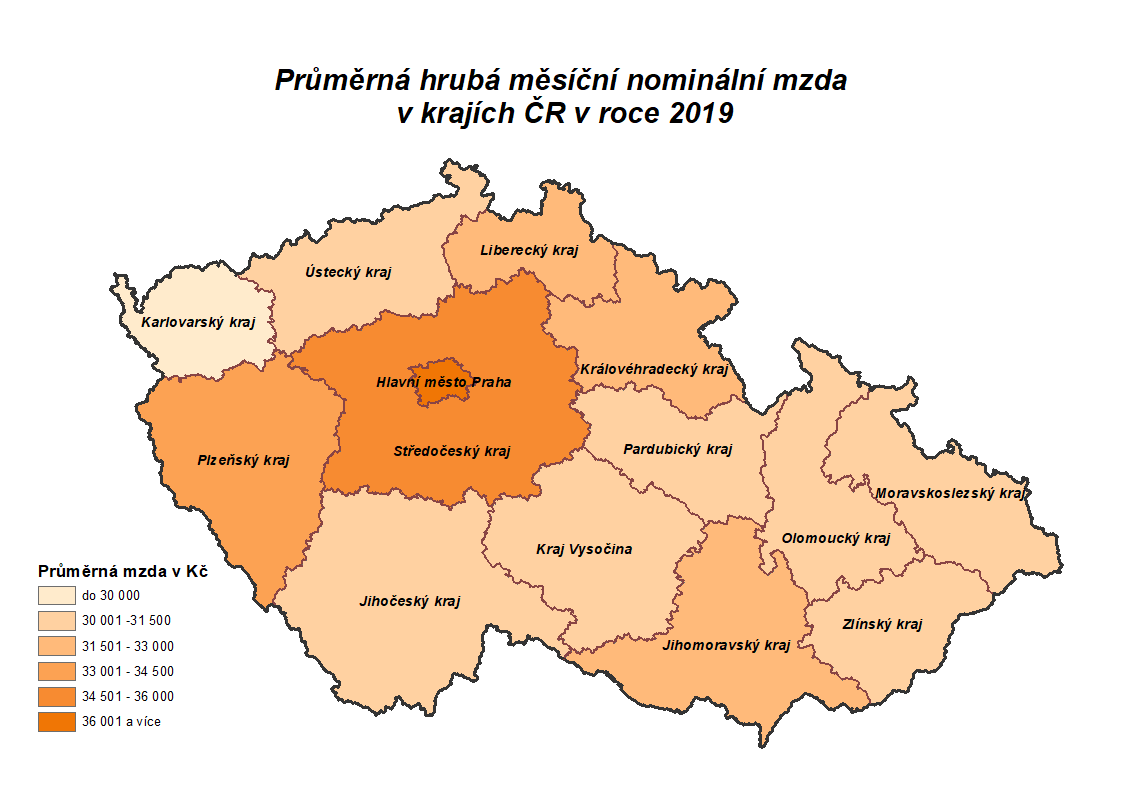 Průměrná hrubá měsíční nominální mzda
v krajích ČR v roce 2019
Liberecký kraj
Ústecký kraj
Karlovarský kraj
Královéhradecký kraj
Hlavní město Praha
Středočeský kraj
Pardubický kraj
Plzeňský kraj
Moravskoslezský kraj
Olomoucký kraj
Kraj Vysočina
Jihočeský kraj
Zlínský kraj
Jihomoravský kraj
Průměrná mzda v Kč
do 30 000
30 001 -31 500
31 501 - 33 000
33 001 - 34 500
34 501 - 36 000
36 001 a více